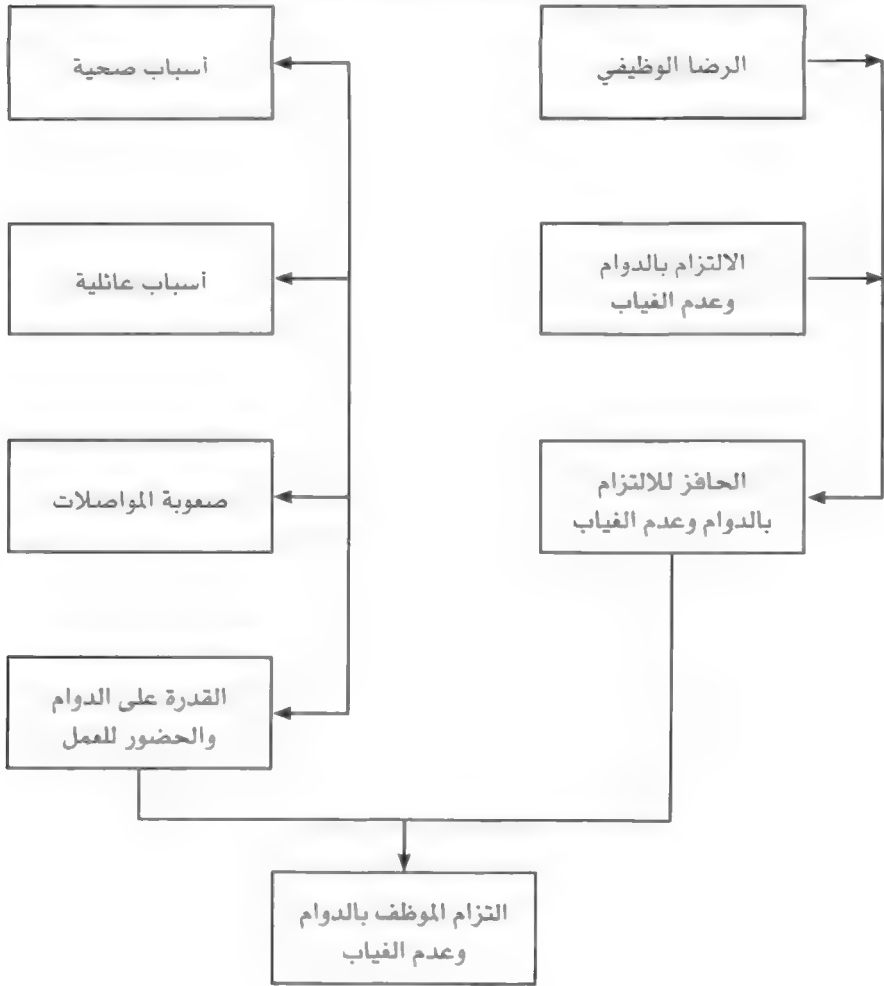 الرضا الوظيفي
الالتزام بالدوام
وعدم الغياب
الحافز للالتزام
بالدوام وعدم الغياب
أسباب صحية
أسباب عائلية
صعوبة المواصلات
القدرة على الدوام
والحضور للعمل
التزام الموظف بالدوام
وعدم الغياب